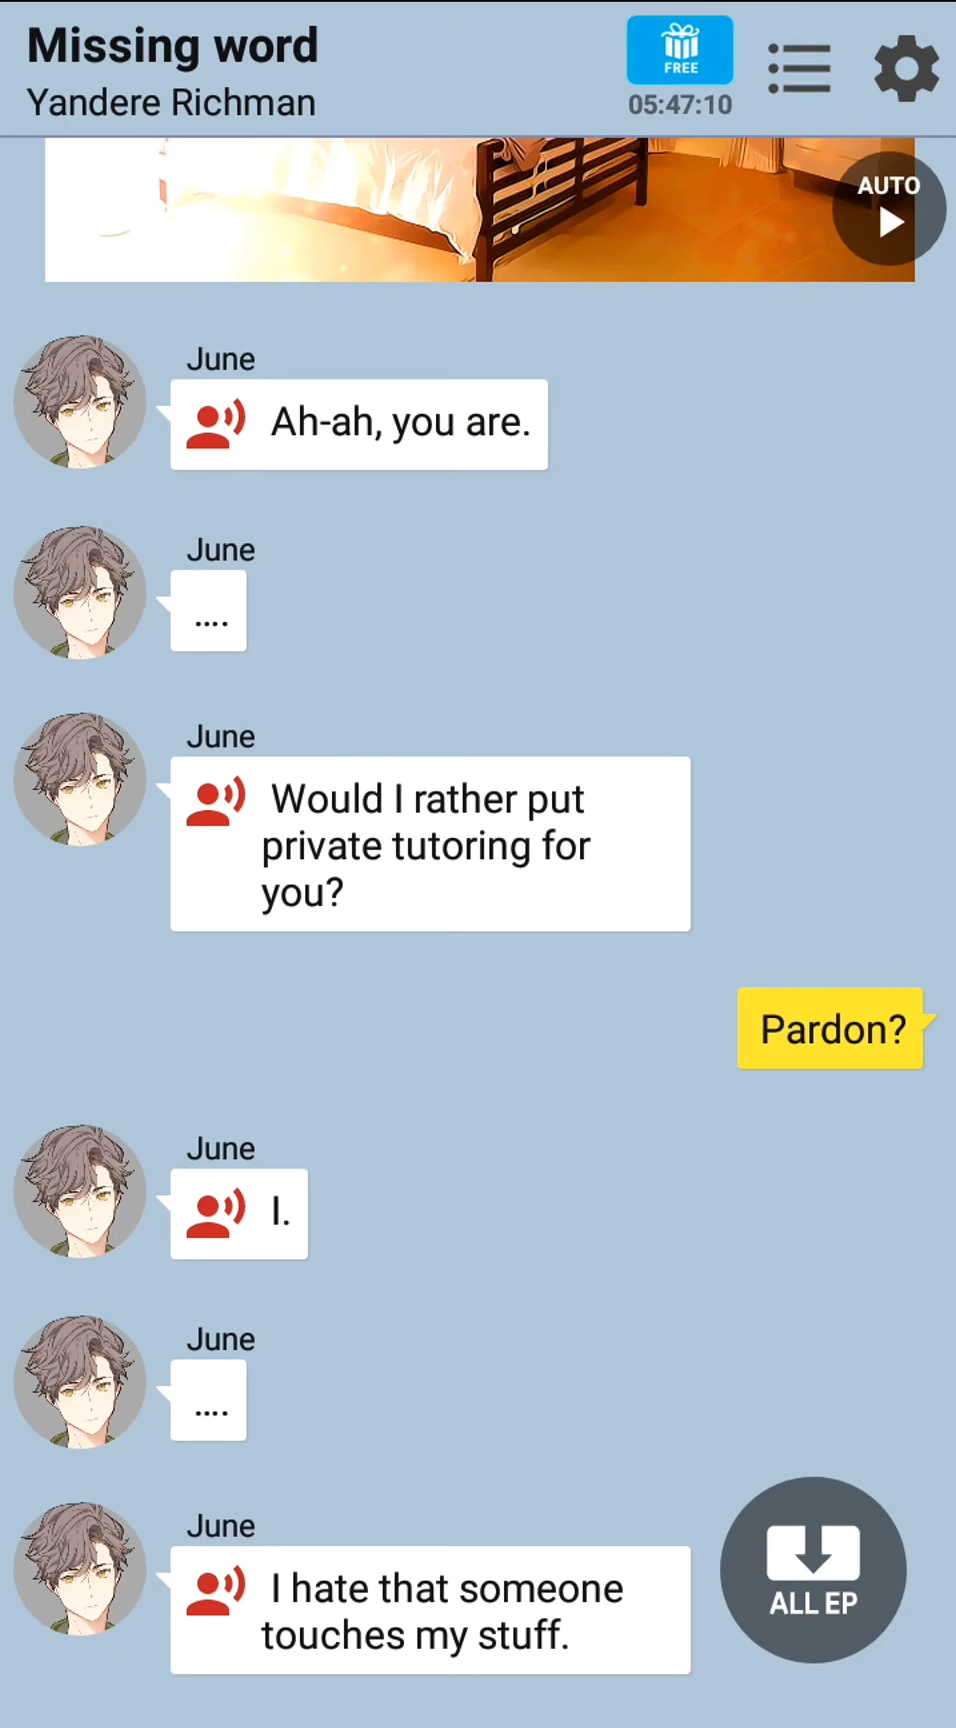 Missing word
Yandere Richman
FREE
05:47:10
AUTO
June
Ah-ah, you are.
June
....
June
Would I rather put
private tutoring for
you?
Pardon?
June
I.
June
....
June
I hate that someone
touches my stuff.
ALL EP